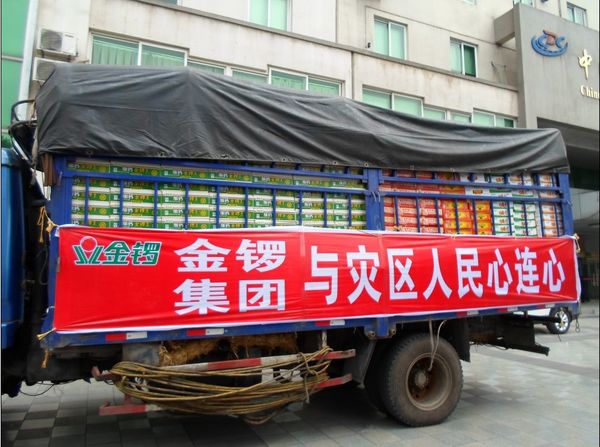 中
Chin
金锣
金锣
集团
与灾区人民心连心